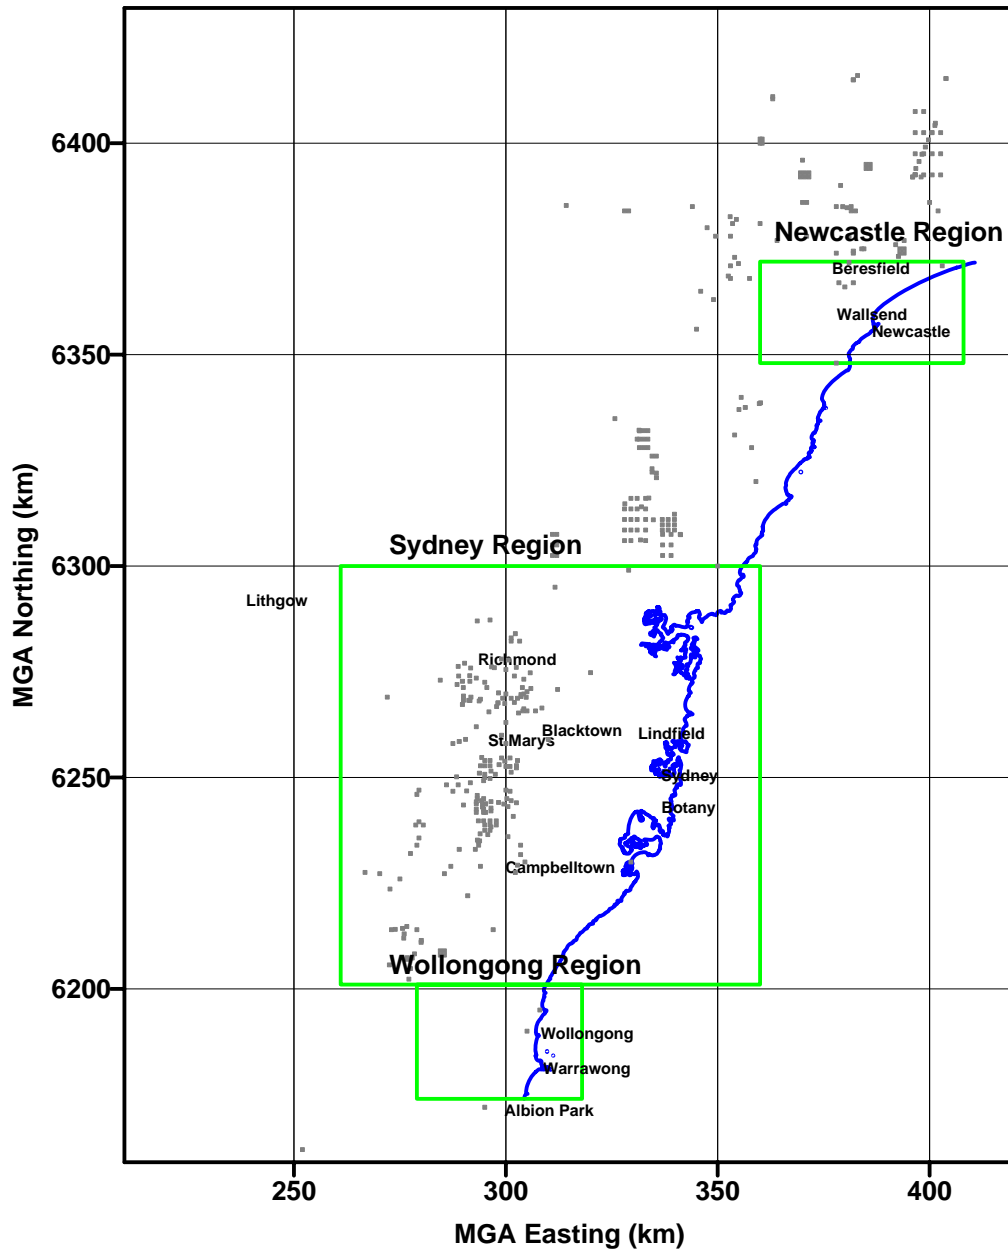 6400
Newcastle Region
Beresfield
Wallsend
Newcastle
6350
6300
Sydney Region
Lithgow
Richmond
Blacktown
Lindfield
St Marys
6250
Sydney
Botany
Campbelltown
Wollongong Region
6200
Wollongong
Warrawong
Albion Park
250
300
350
400
MGA Easting (km)
MGA Northing (km)